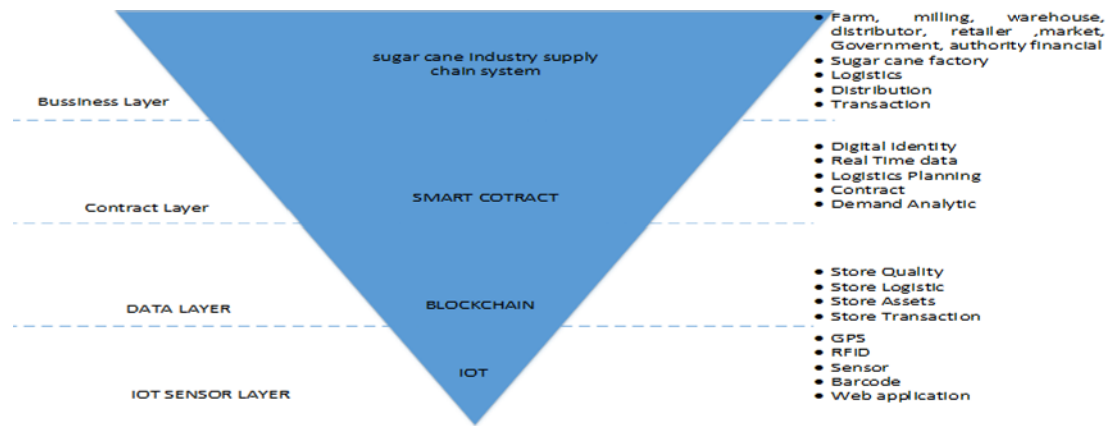 sugar cane industry supply
chain system
• Farm, milling, warehouse,
distributor, retailer ,market,
Government, authority financial
• Sugar cane factory
• Logistics
• Distribution
• Transaction
Bussiness Layer
• Digital Identity
• Real Time data
• Logistics Planning
• Contract
• Demand Analytic
SMART COTRACT
Contract Layer
• Store Quality
• Store Logistic
• Store Assets
• Store Transaction
BLOCKCHAIN
DATA LAYER
• GPS
• RFID
• Sensor
• Barcode
• Web application
IOT
IOT SENSOR LAYER